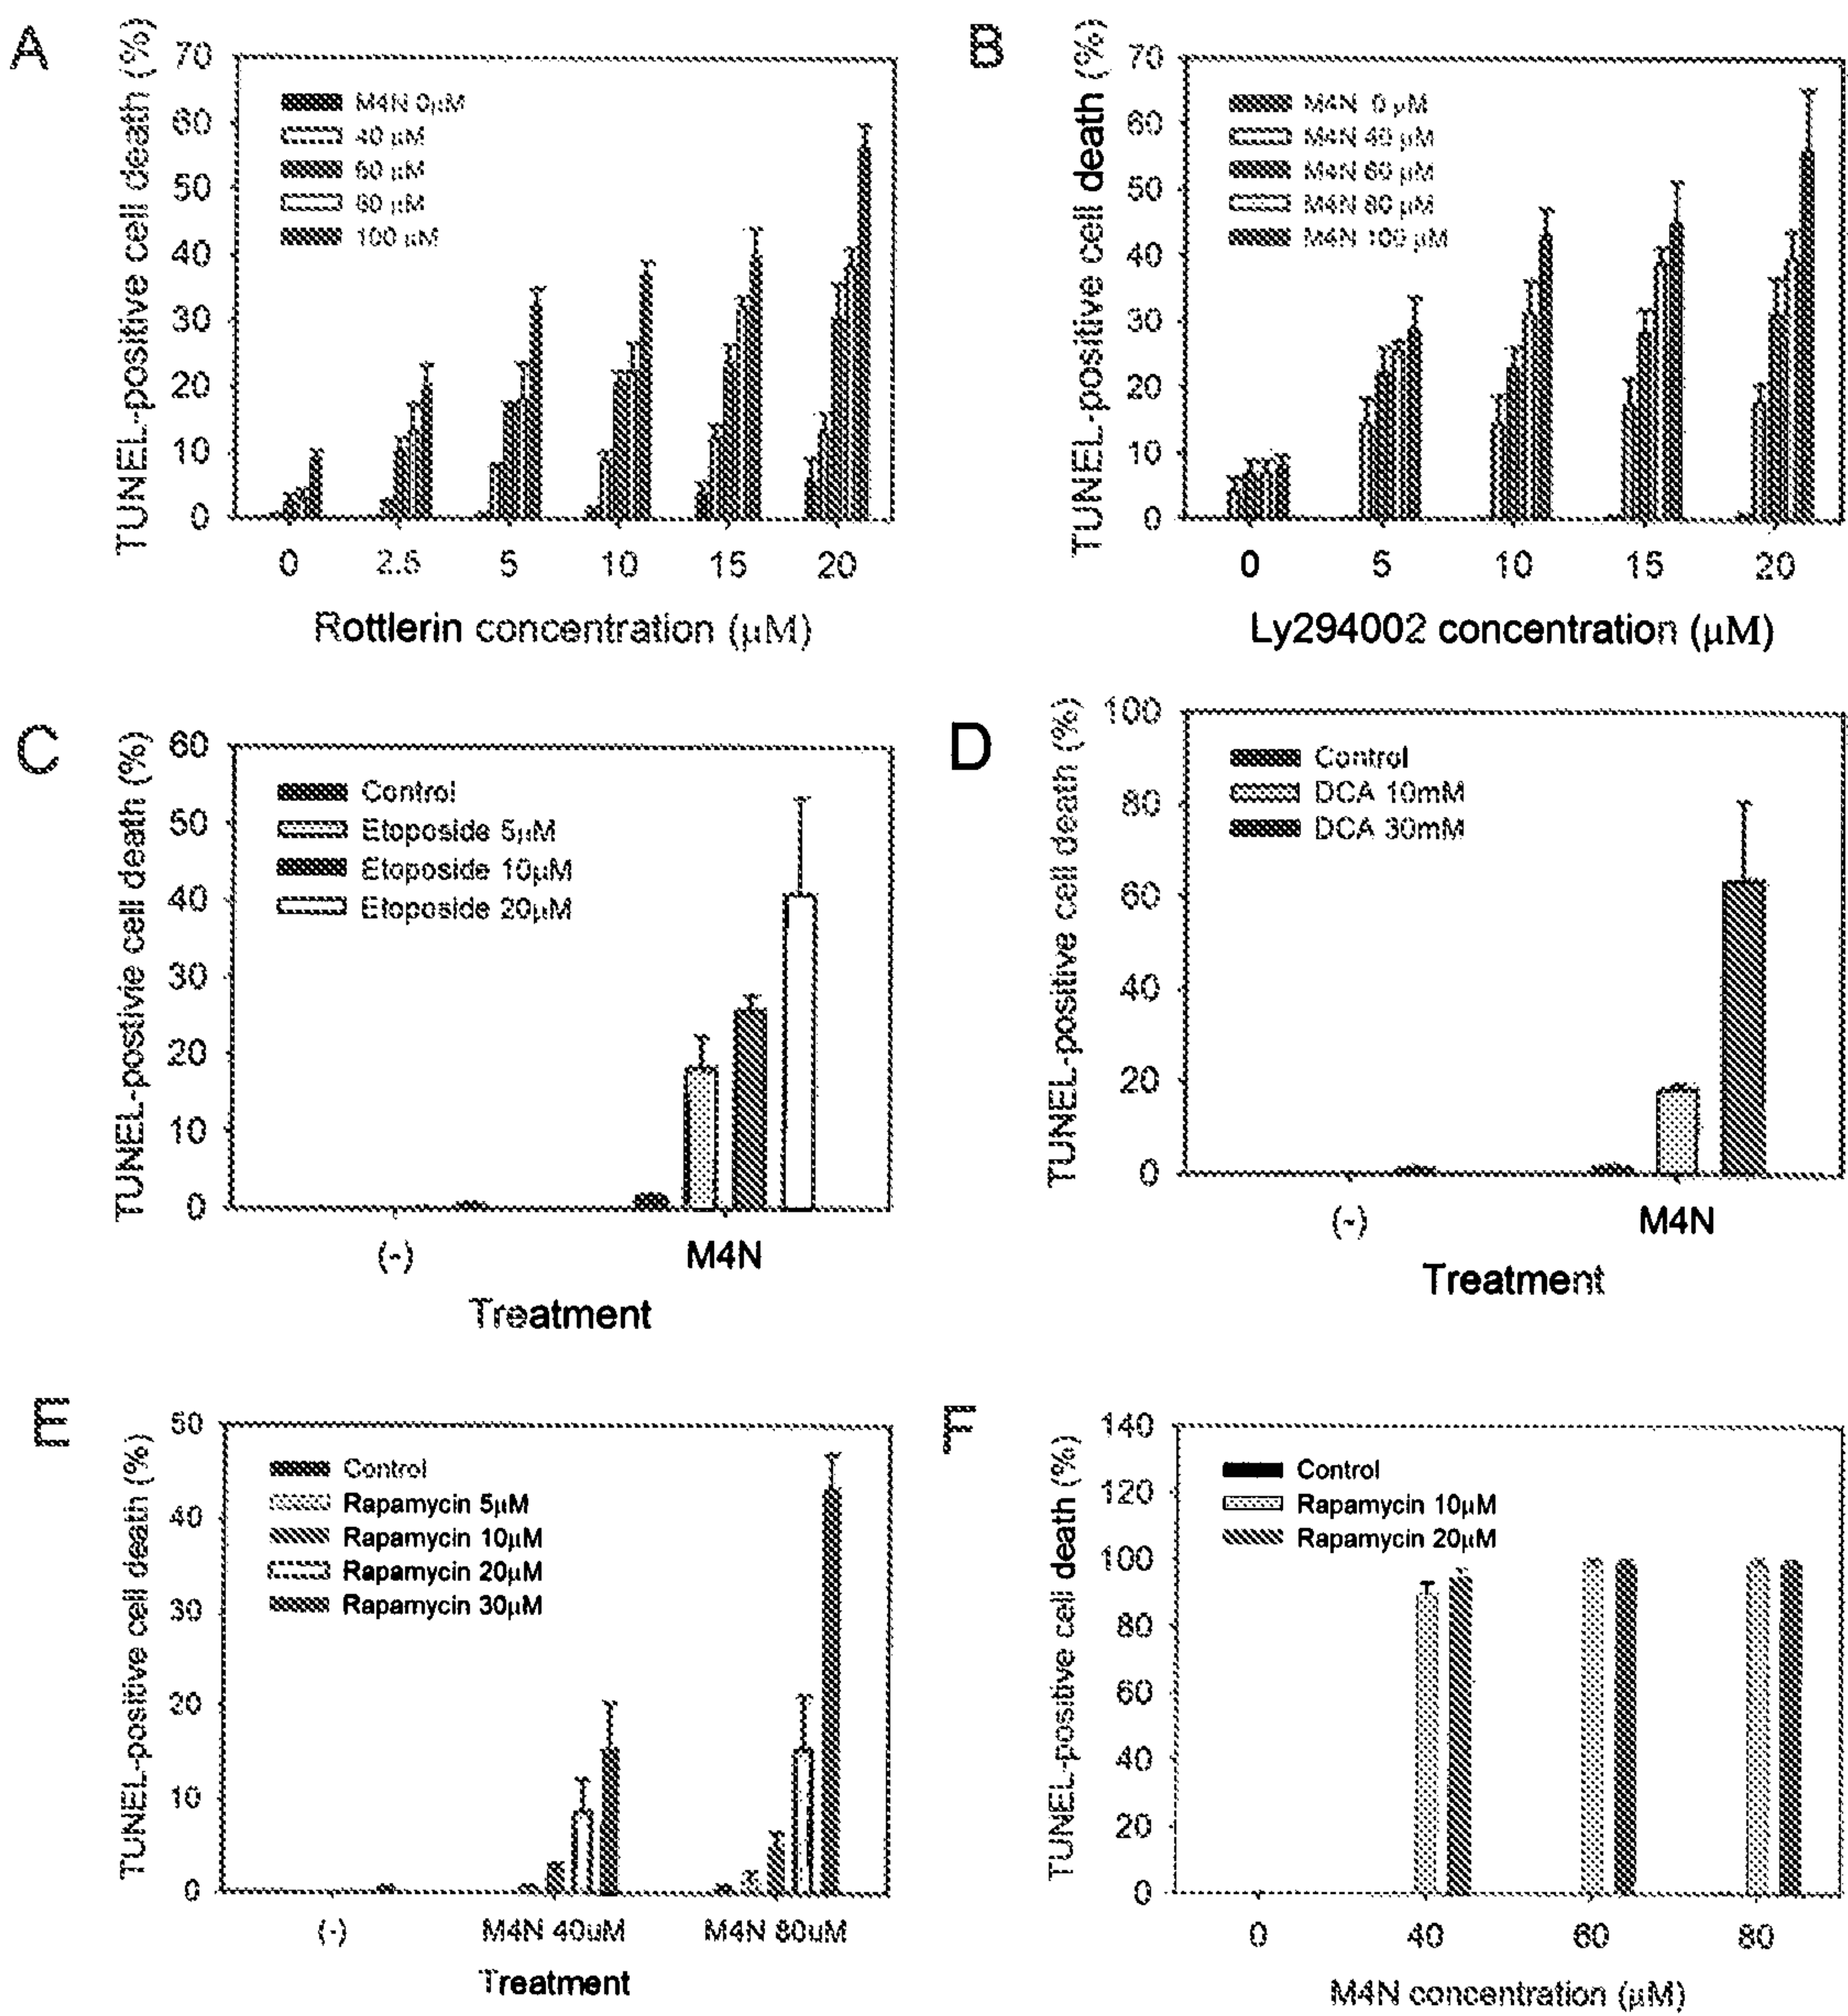 A
TUNEL-positive cell death (%)
70
60
50
40
30
20
10
0
M4N 0μM
40 μM
60 μM
80 μM
100 μM
0 2.5 5 10 15 20
Rottlerin concentration (μM)
B
TUNEL-positive cell death (%)
70
60
50
40
30
20
10
0
M4N 0 μM
M4N 40 μM
M4N 60 μM
M4N 80 μM
M4N 100 μM
0 5 10 15 20
Ly294002 concentration (μM)
C
TUNEL-postivie cell death (%)
60
50
40
30
20
10
0
Control
Etoposide 5μM
Etoposide 10μM
Etoposide 20μM
(-) M4N
Treatment
D
TUNEL-positive cell death (%)
100
80
60
40
20
0
Control
DCA 10mM
DCA 30mM
(-) M4N
Treatment
E
TUNEL-positive cell death (%)
50
40
30
20
10
0
Control
Rapamycin 5μM
Rapamycin 10μM
Rapamycin 20μM
Rapamycin 30μM
(-) M4N 40uM M4N 80uM
Treatment
F
TUNEL-positive cell death (%)
140
120
100
80
60
40
20
0
Control
Rapamycin 10μM
Rapamycin 20μM
0 40 60 80
M4N concentration (μM)